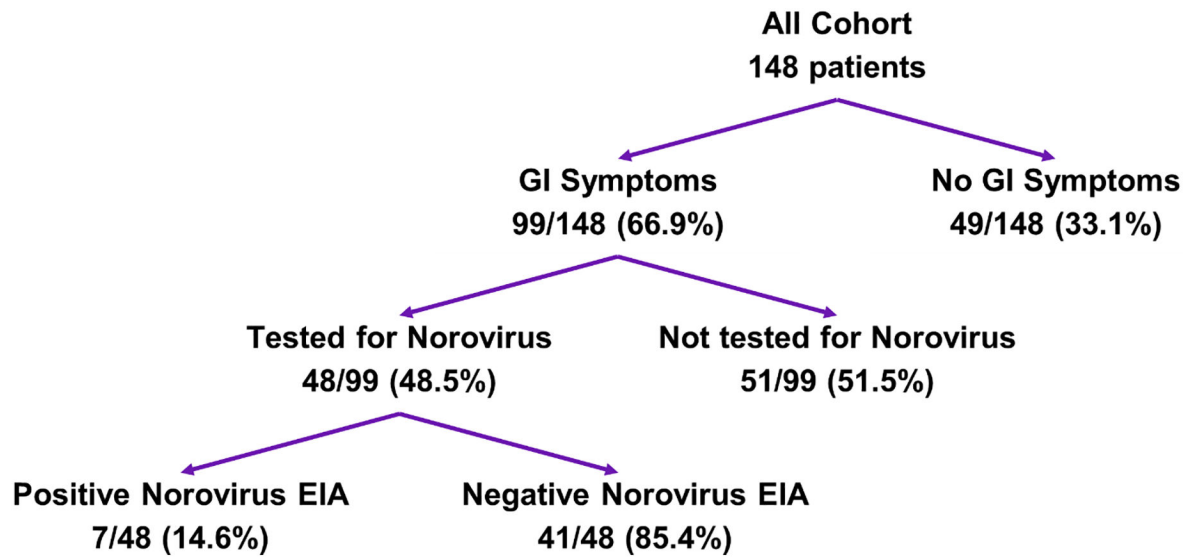 All Cohort
148 patients
GI Symptoms
99/148 (66.9%)
No GI Symptoms
49/148 (33.1%)
Tested for Norovirus
48/99 (48.5%)
Not tested for Norovirus
51/99 (51.5%)
Positive Norovirus EIA
7/48 (14.6%)
Negative Norovirus EIA
41/48 (85.4%)